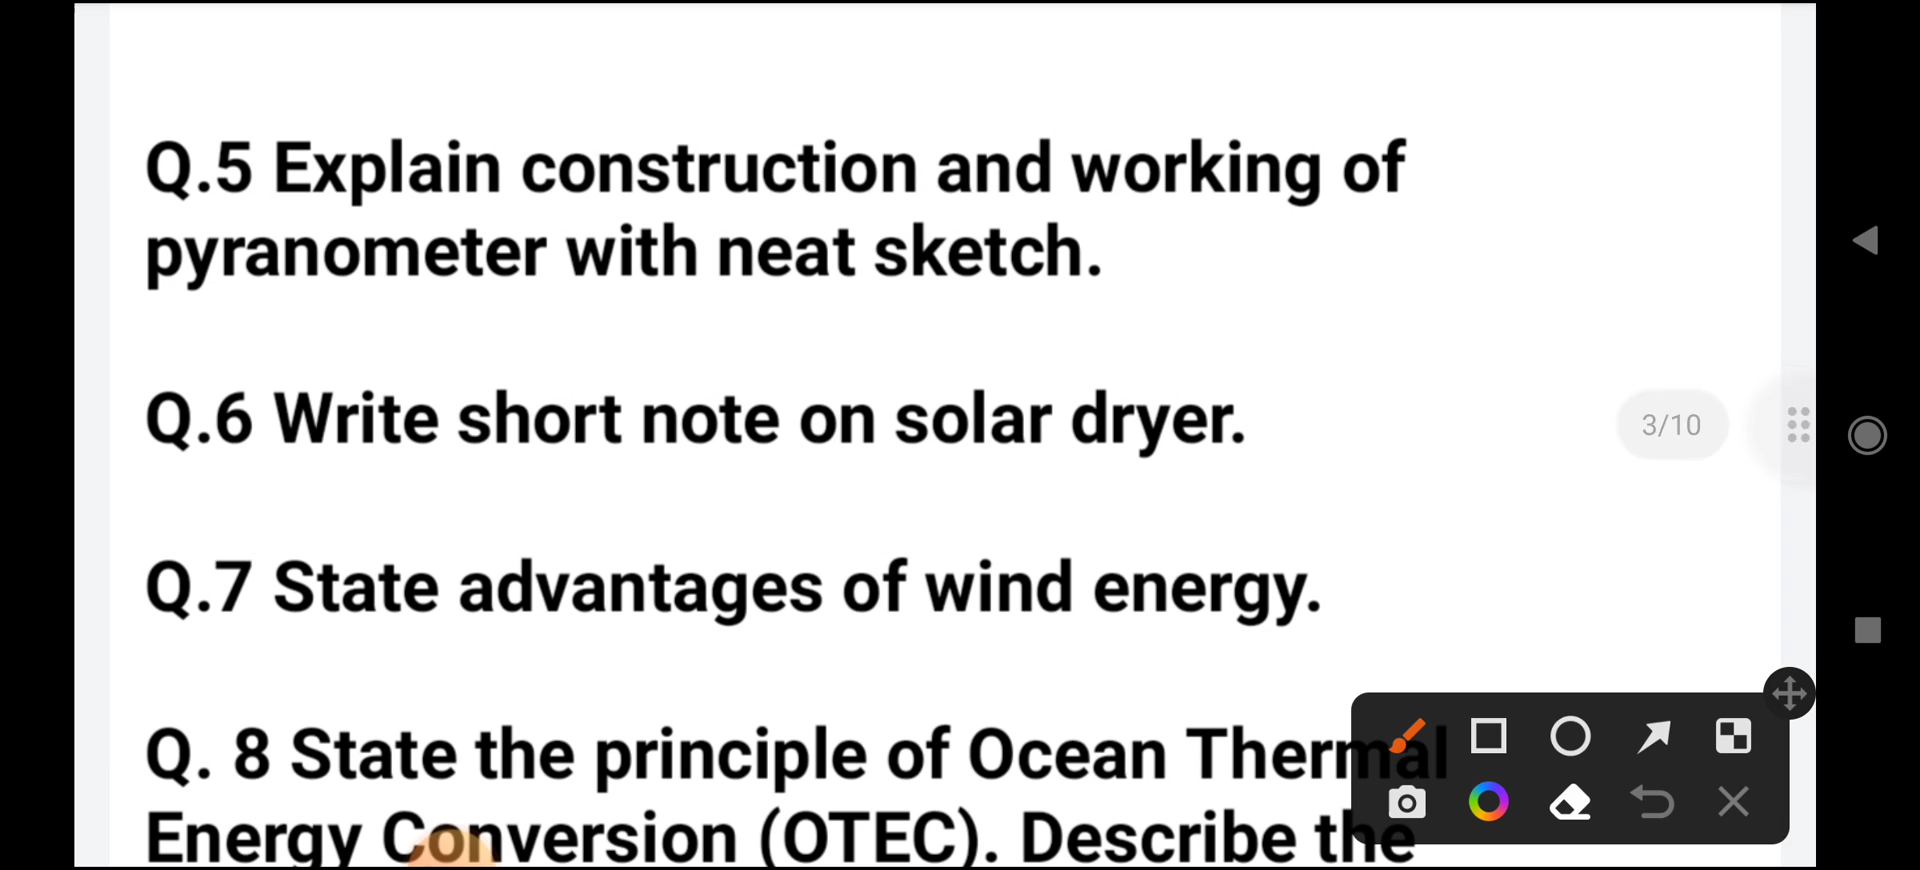 Q.5 Explain construction and working of
pyranometer with neat sketch.
Q.6 Write short note on solar dryer.
3/10
Q.7 State advantages of wind energy.
Q. 8 State the principle of Ocean Thermal
Energy Conversion (OTEC). Describe the